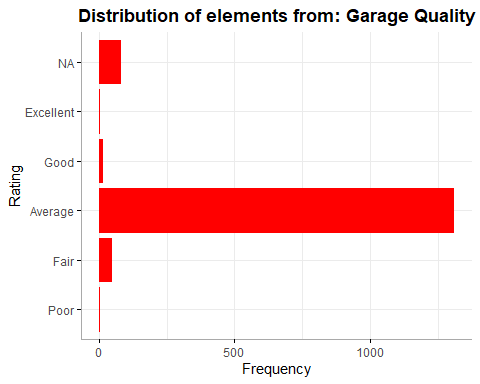 Distribution of elements from: Garage Quality
NA
Excellent
Good
Average
Fair
Poor
Rating
0
500
1000
Frequency